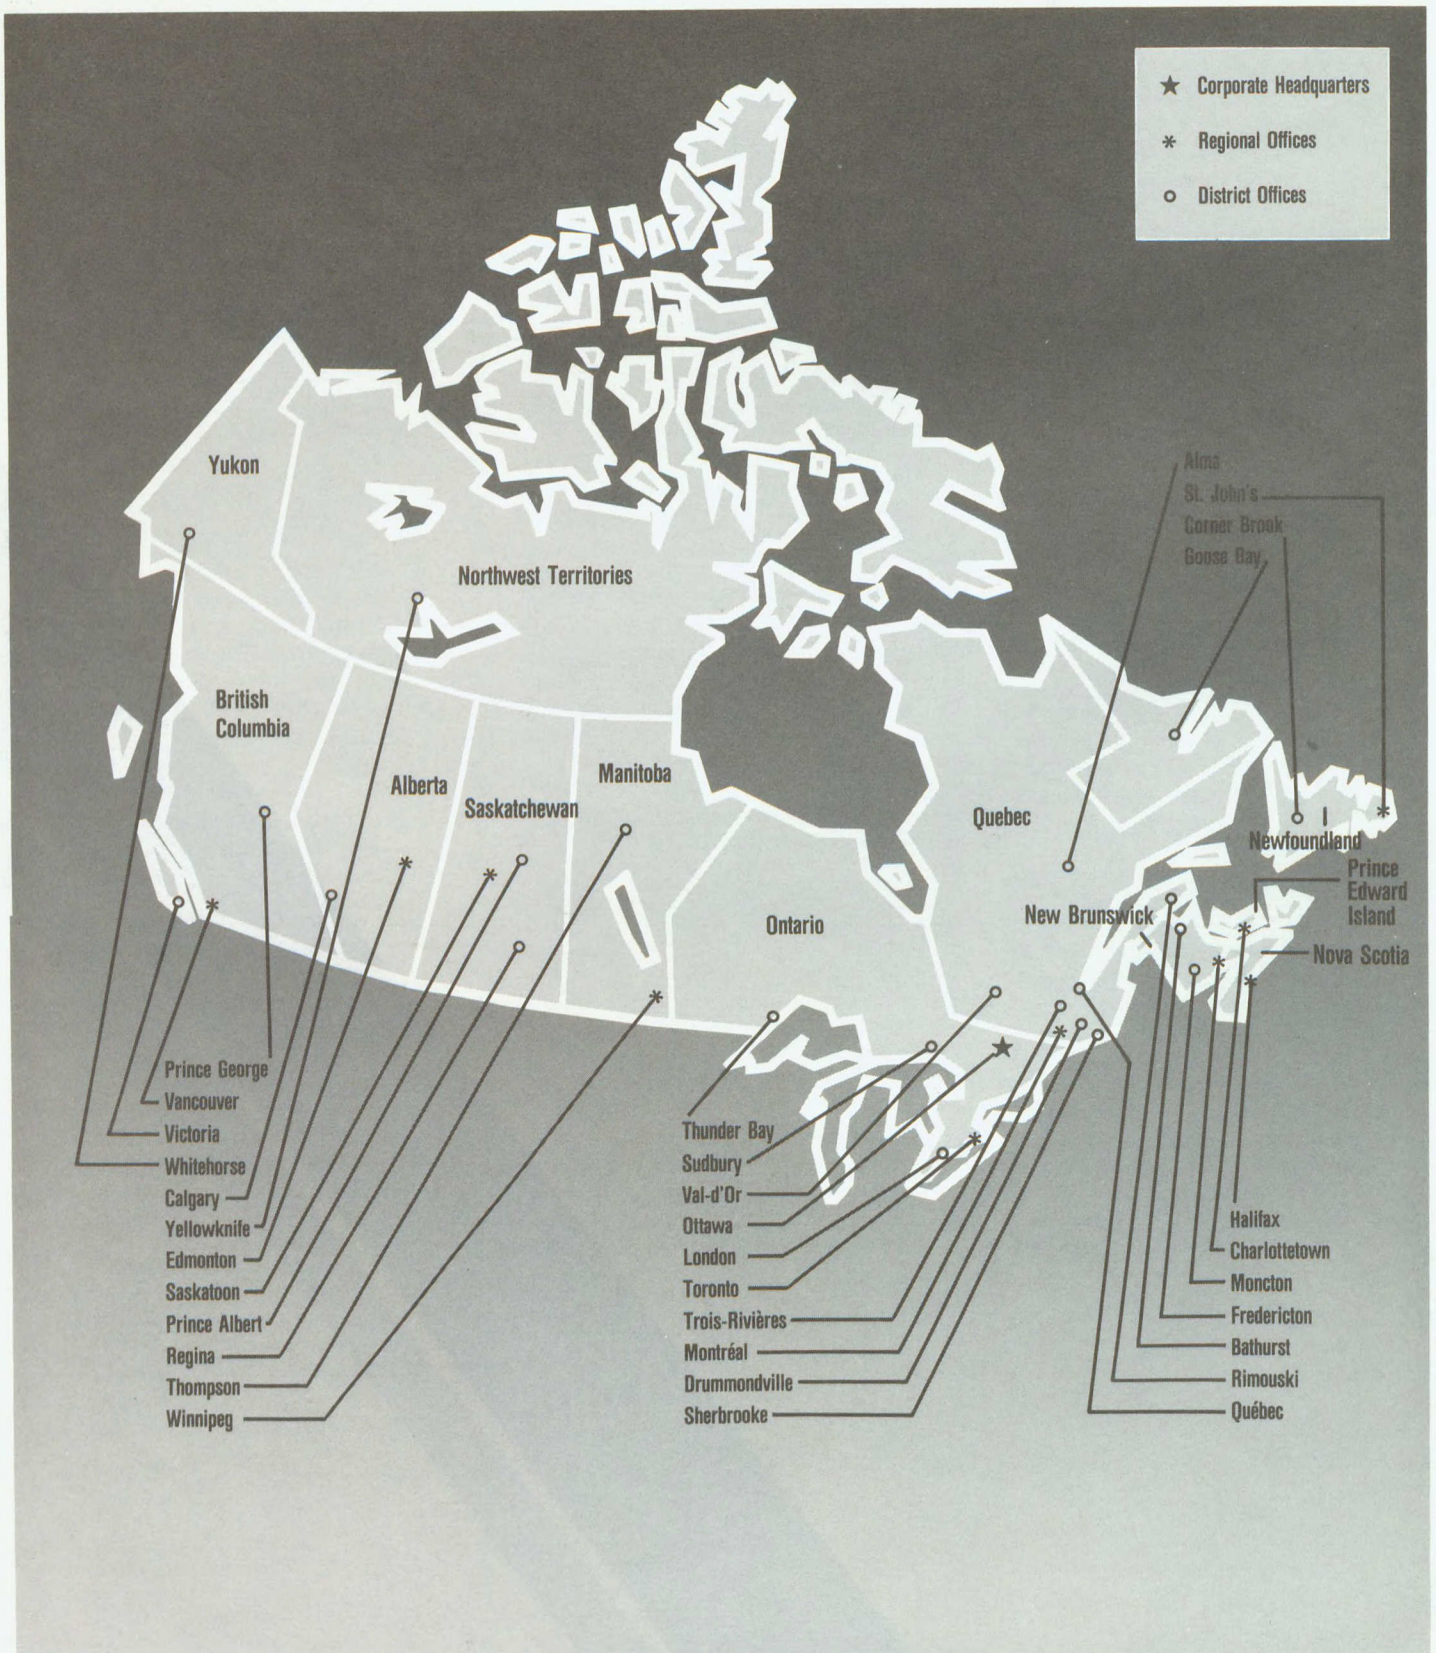 ★ Corporate Headquarters
* Regional Offices
○ District Offices
Yukon
Northwest Territories
British
Columbia
Alberta
Saskatchewan
Manitoba
Ontario
Quebec
New Brunswick
Newfoundland
Prince
Edward
Island
Nova Scotia
Alma
St. John's
Corner Brook
Goose Bay
Prince George
Vancouver
Victoria
Whitehorse
Calgary
Yellowknife
Edmonton
Saskatoon
Prince Albert
Regina
Thompson
Winnipeg
Thunder Bay
Sudbury
Val-d'Or
Ottawa
London
Toronto
Trois-Rivières
Montréal
Drummondville
Sherbrooke
Halifax
Charlottetown
Moncton
Fredericton
Bathurst
Rimouski
Québec